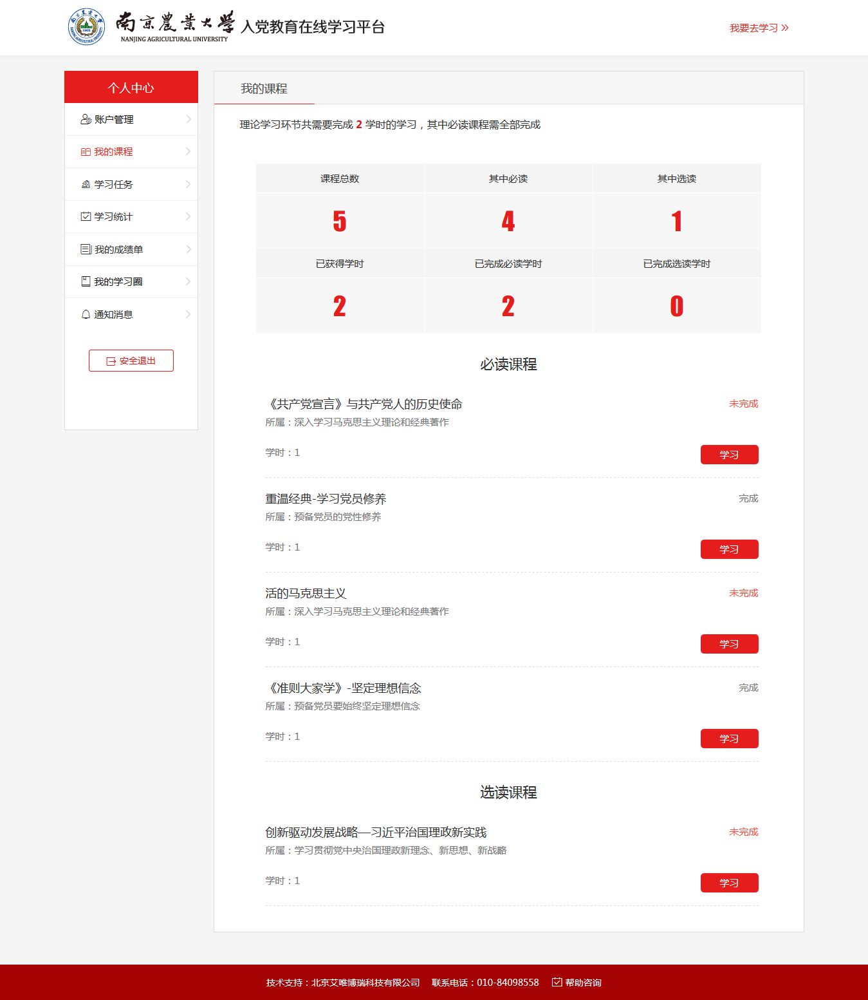 南京農業大学 入党教育在线学习平台
NANJING AGRICULTURAL UNIVERSITY
我要去学习
个人中心
账户管理
我的课程
学习任务
学习统计
我的成绩单
我的学习圈
通知消息
安全退出
我的课程
理论学习环节共需要完成 2 学时的学习，其中必读课程需全部完成
课程总数 其中必读 其中选读
5 4 1
已获得学时 已完成必读学时 已完成选读学时
2 2 0
必读课程
《共产党宣言》与共产党人的历史使命 未完成
所属：深入学习马克思主义理论和经典著作
学时：1 学习
重温经典-学习党员修养 完成
所属：预备党员的党性修养
学时：1 学习
活的马克思主义 未完成
所属：深入学习马克思主义理论和经典著作
学时：1 学习
《准则大家学》-坚定理想信念 完成
所属：预备党员要始终坚定理想信念
学时：1 学习
选读课程
创新驱动发展战略—习近平治国理政新实践 未完成
所属：学习贯彻党中央治国理政新理念、新思想、新战略
学时：1 学习
技术支持：北京艾唯博瑞科技有限公司 联系电话：010-84098558 帮助咨询